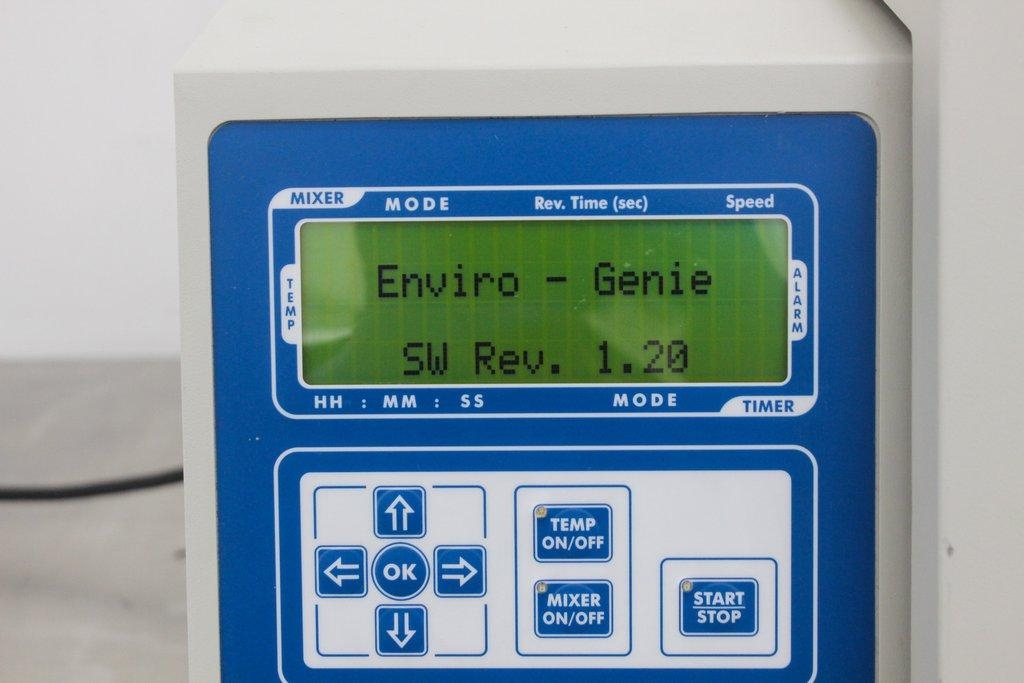 MIXER MODE Rev. Time (sec) Speed
TEMP
Enviro - Genie
SW Rev. 1.20
ALARM
HH : MM : SS MODE TIMER
OK
TEMP
ON/OFF
MIXER
ON/OFF
START
STOP